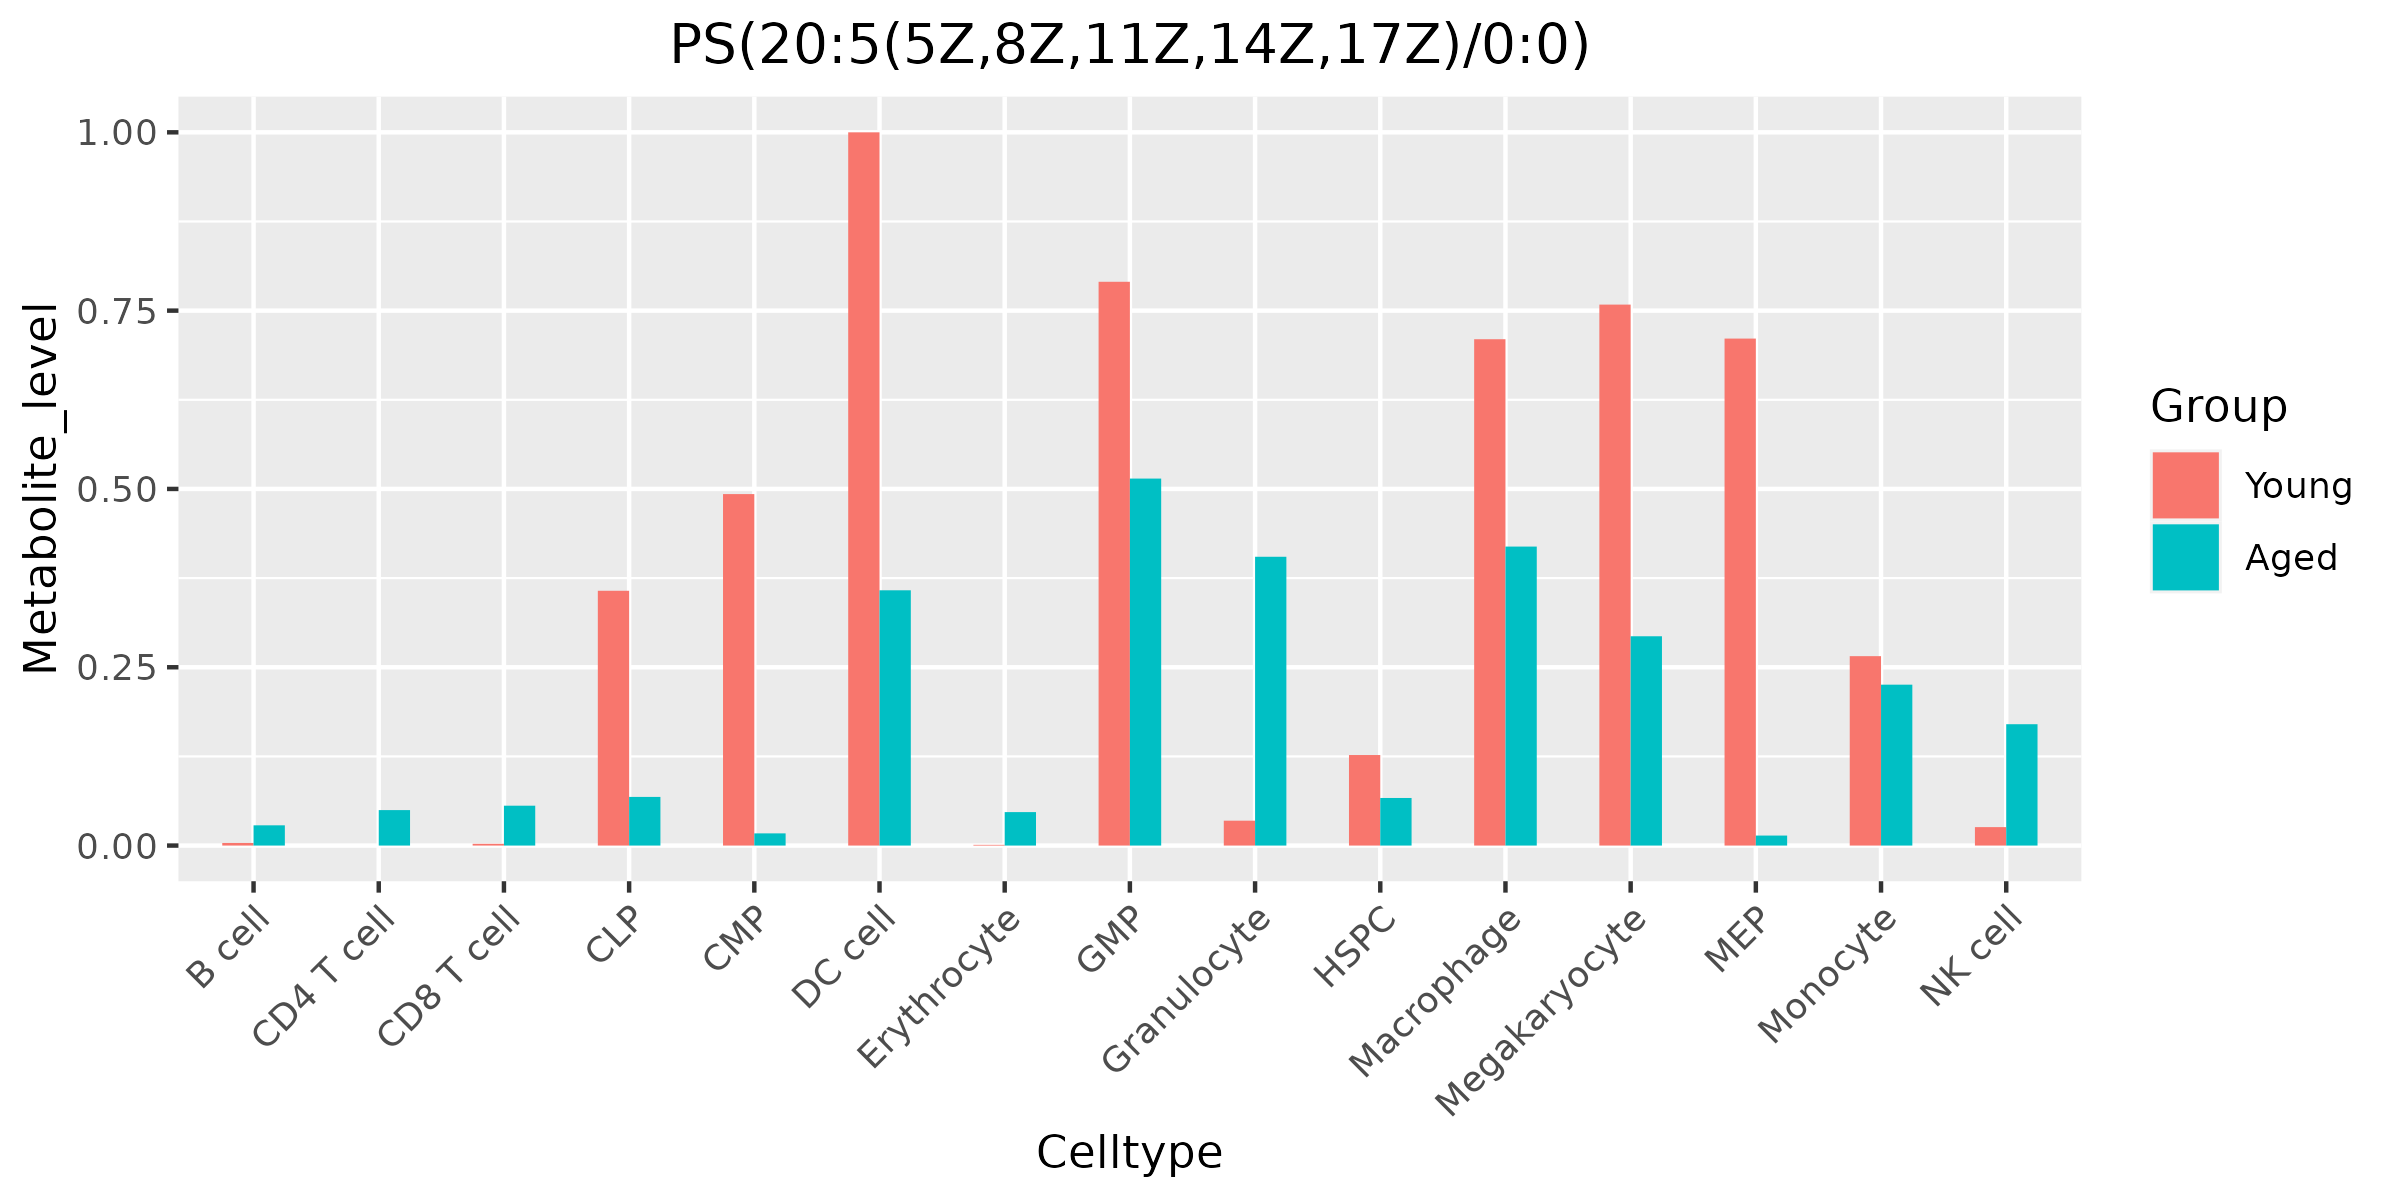 PS(20:5(5Z,8Z,11Z,14Z,17Z)/0:0)
Metabolite_level
1.00
0.75
0.50
0.25
0.00
B cell
CD4 T cell
CD8 T cell
CLP
CMP
DC cell
Erythrocyte
GMP
Granulocyte
HSPC
Macrophage
Megakaryocyte
MEP
Monocyte
NK cell
Celltype
Group
Young
Aged